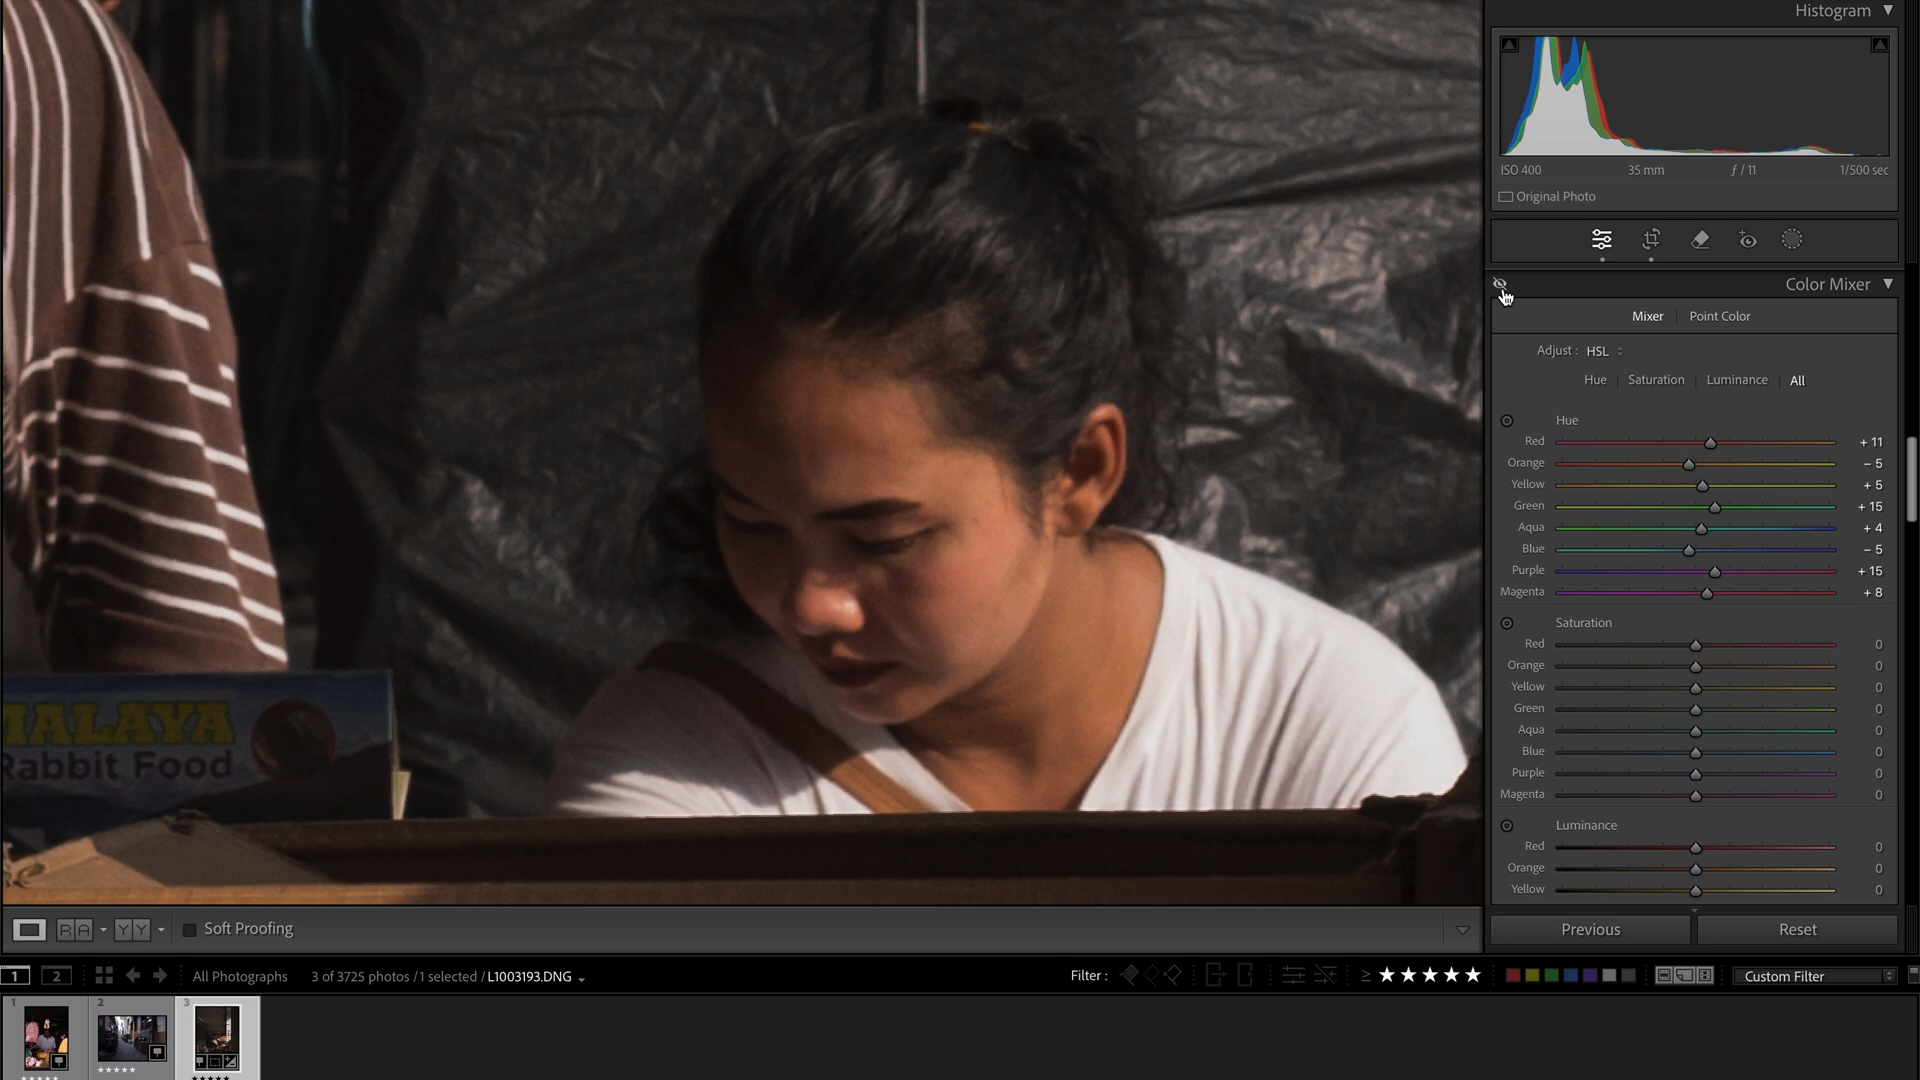 Histogram
ISO 400 35 mm ƒ / 11 1/500 sec
Original Photo
Color Mixer
Mixer Point Color
Adjust : HSL
Hue Saturation Luminance All
Hue
Red + 11
Orange – 5
Yellow + 5
Green + 15
Aqua + 4
Blue – 5
Purple + 15
Magenta + 8
Saturation
Red 0
Orange 0
Yellow 0
Green 0
Aqua 0
Blue 0
Purple 0
Magenta 0
Luminance
Red 0
Orange 0
Yellow 0
MALAYA
Rabbit Food
R A Y Y Soft Proofing
Previous Reset
1 2 All Photographs 3 of 3725 photos / 1 selected / L1003193.DNG Filter : ≥ ★★★★★ Custom Filter
1 2 3